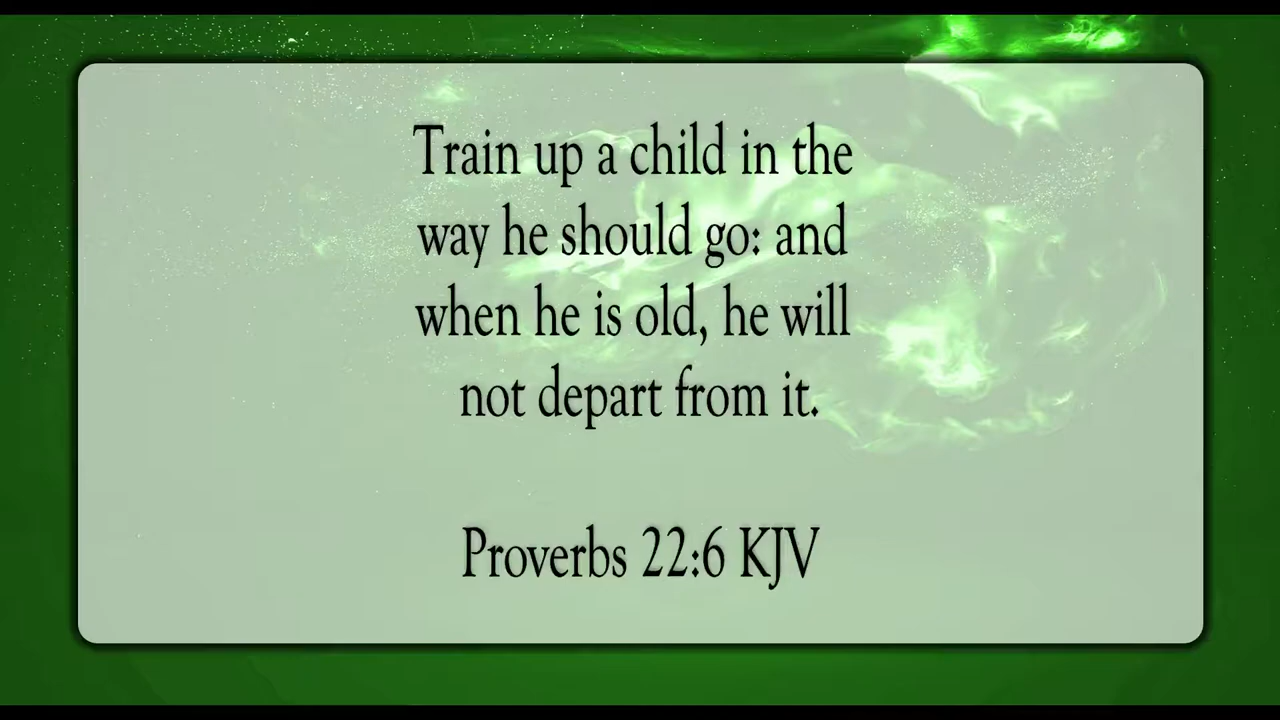 Train up a child in the
way he should go: and
when he is old, he will
not depart from it.
Proverbs 22:6 KJV